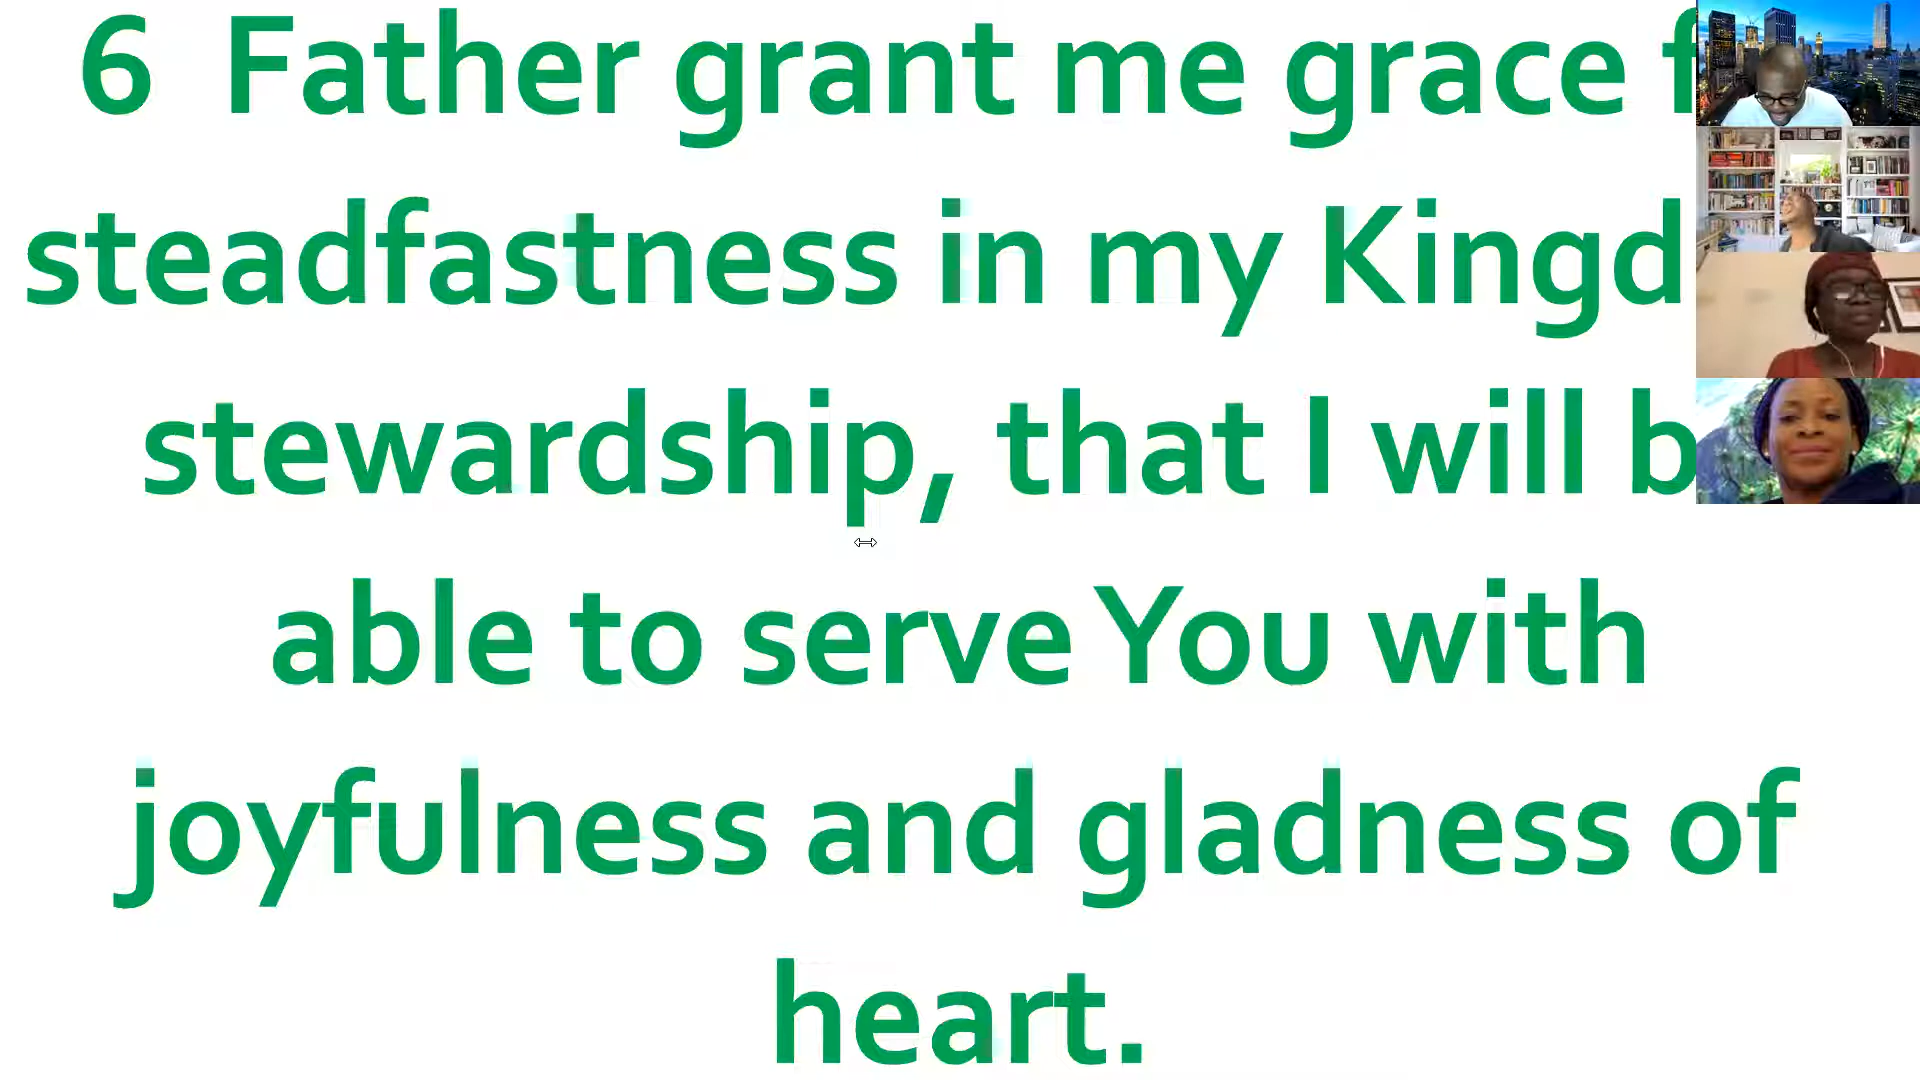 6 Father grant me grace
steadfastness in my Kingd
stewardship, that I will b
able to serve You with
joyfulness and gladness of
heart.